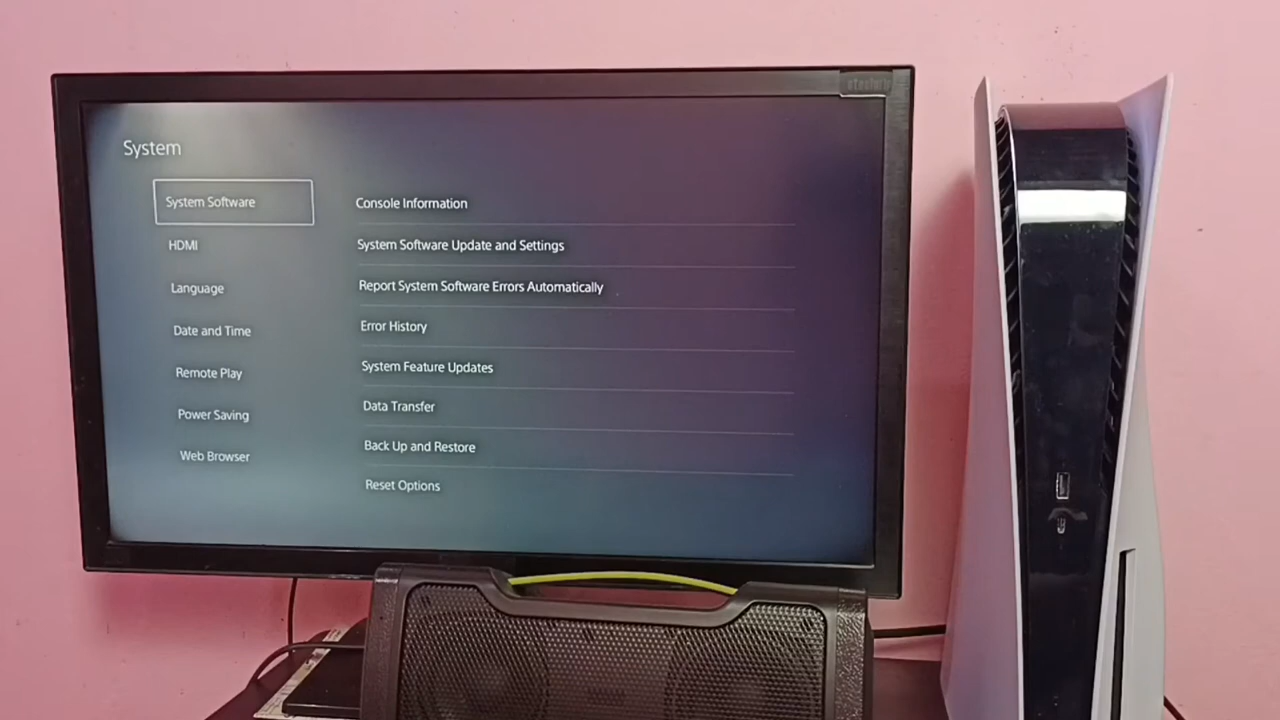 System
System Software
HDMI
Language
Date and Time
Remote Play
Power Saving
Web Browser
Console Information
System Software Update and Settings
Report System Software Errors Automatically
Error History
System Feature Updates
Data Transfer
Back Up and Restore
Reset Options